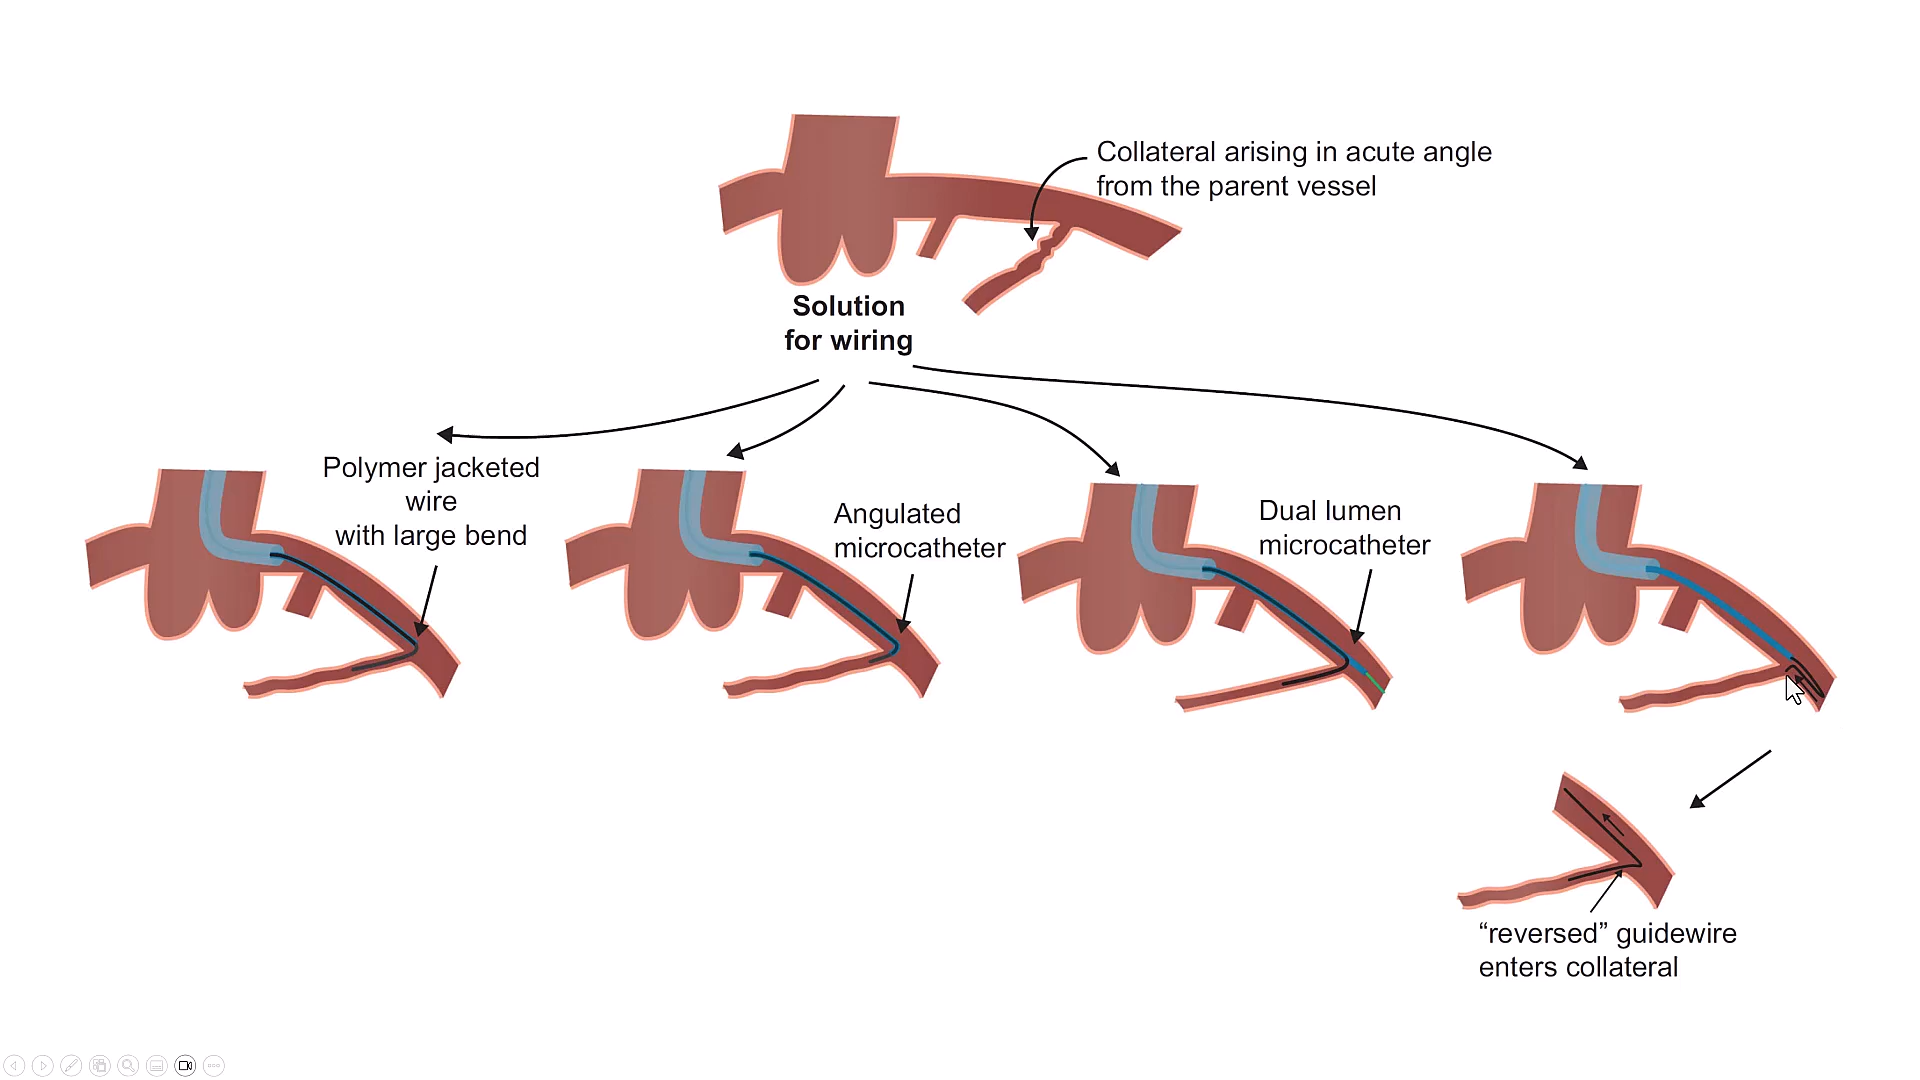 Collateral arising in acute angle
from the parent vessel
Solution
for wiring
Polymer jacketed
wire
with large bend
Angulated
microcatheter
Dual lumen
microcatheter
“reversed” guidewire
enters collateral